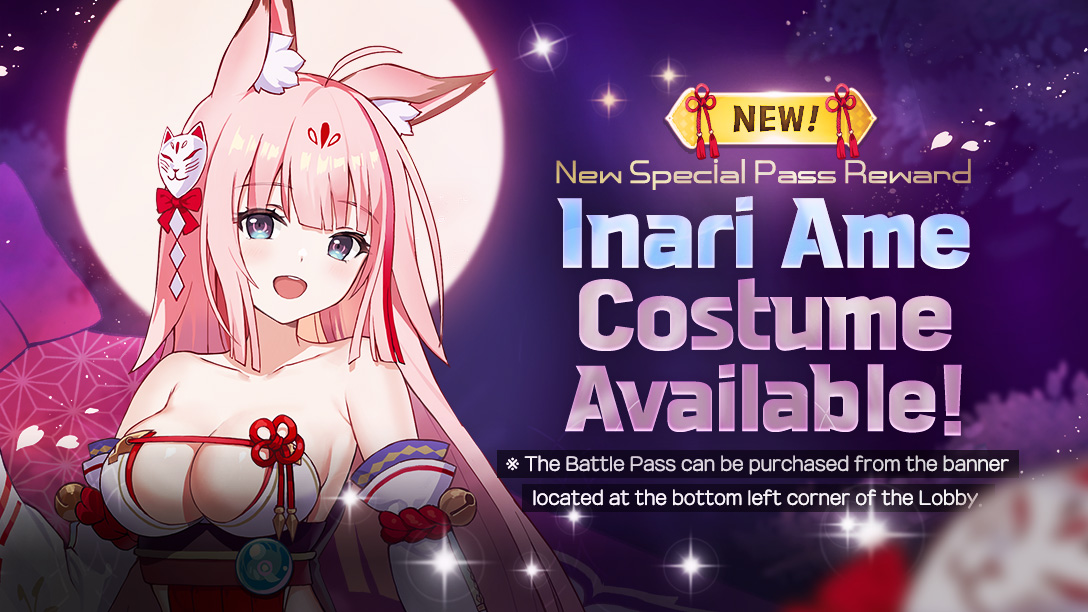 NEW!
New Special Pass Reward
Inari Ame
Costume
Available!
※ The Battle Pass can be purchased from the banner
located at the bottom left corner of the Lobby.